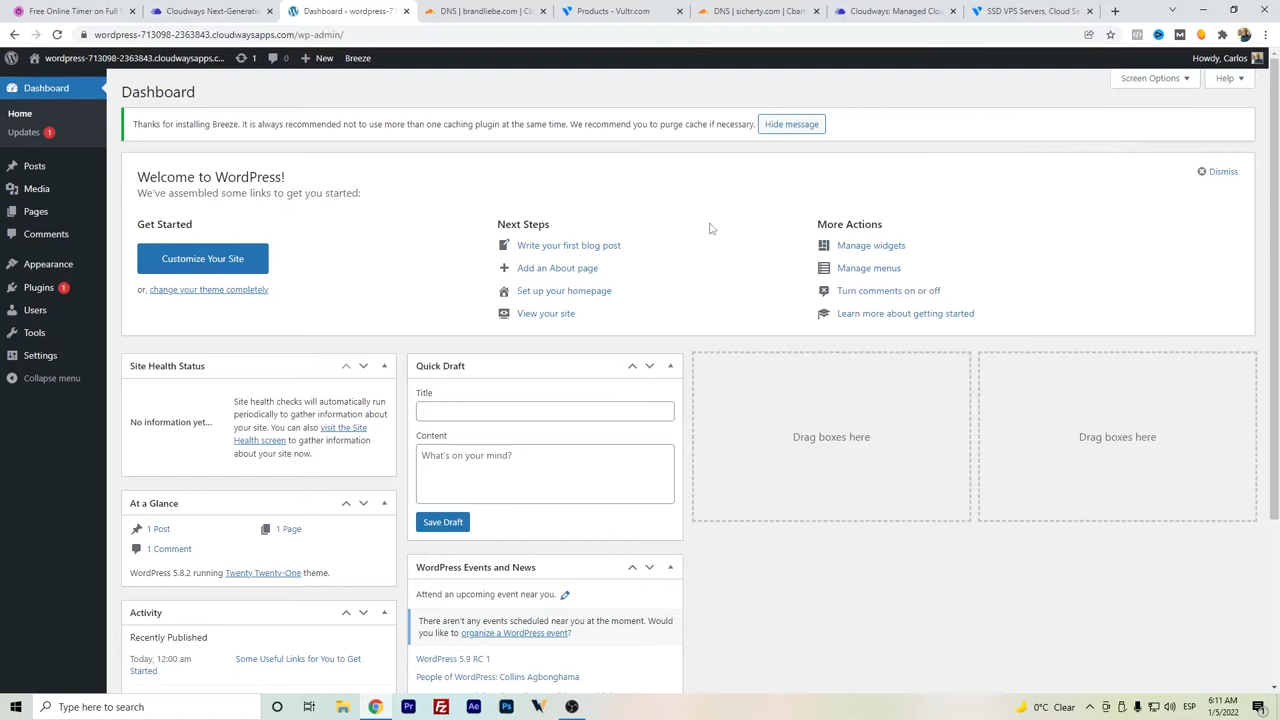 Free Online Timer on Full S
Cloudways Next-Generation
Dashboard ‹ wordpress-7130
DNS | brandliebe.com | Cb
Products - Vultr.com
DNS | sicherty.com | Cbam
Cloudways: Managed Clou
SSD VPS Servers, Cloud Se
wordpress-713098-2363843.cloudwaysapps.com/wp-admin/
wordpress-713098-2363843.cloudwaysapps.c...
1
0
New
Breeze
Howdy, Carlos
Dashboard
Home
Updates 1
Posts
Media
Pages
Comments
Appearance
Plugins 1
Users
Tools
Settings
Collapse menu
Screen Options
Help
Dashboard
Thanks for installing Breeze. It is always recommended not to use more than one caching plugin at the same time. We recommend you to purge cache if necessary. Hide message
Welcome to WordPress!
Dismiss
We've assembled some links to get you started:
Get Started
Customize Your Site
or, change your theme completely
Next Steps
Write your first blog post
Add an About page
Set up your homepage
View your site
More Actions
Manage widgets
Manage menus
Turn comments on or off
Learn more about getting started
Site Health Status
No information yet...
Site health checks will automatically run
periodically to gather information about
your site. You can also visit the Site
Health screen to gather information
about your site now.
At a Glance
1 Post
1 Page
1 Comment
WordPress 5.8.2 running Twenty Twenty-One theme.
Activity
Recently Published
Today, 12:00 am
Some Useful Links for You to Get
Started
Quick Draft
Title
Content
What's on your mind?
Save Draft
WordPress Events and News
Attend an upcoming event near you.
There aren't any events scheduled near you at the moment. Would
you like to organize a WordPress event?
WordPress 5.9 RC 1
People of WordPress: Collins Agbonghama
Drag boxes here
Drag boxes here
Type here to search
0°C Clear
ESP
6:11 AM
1/5/2022